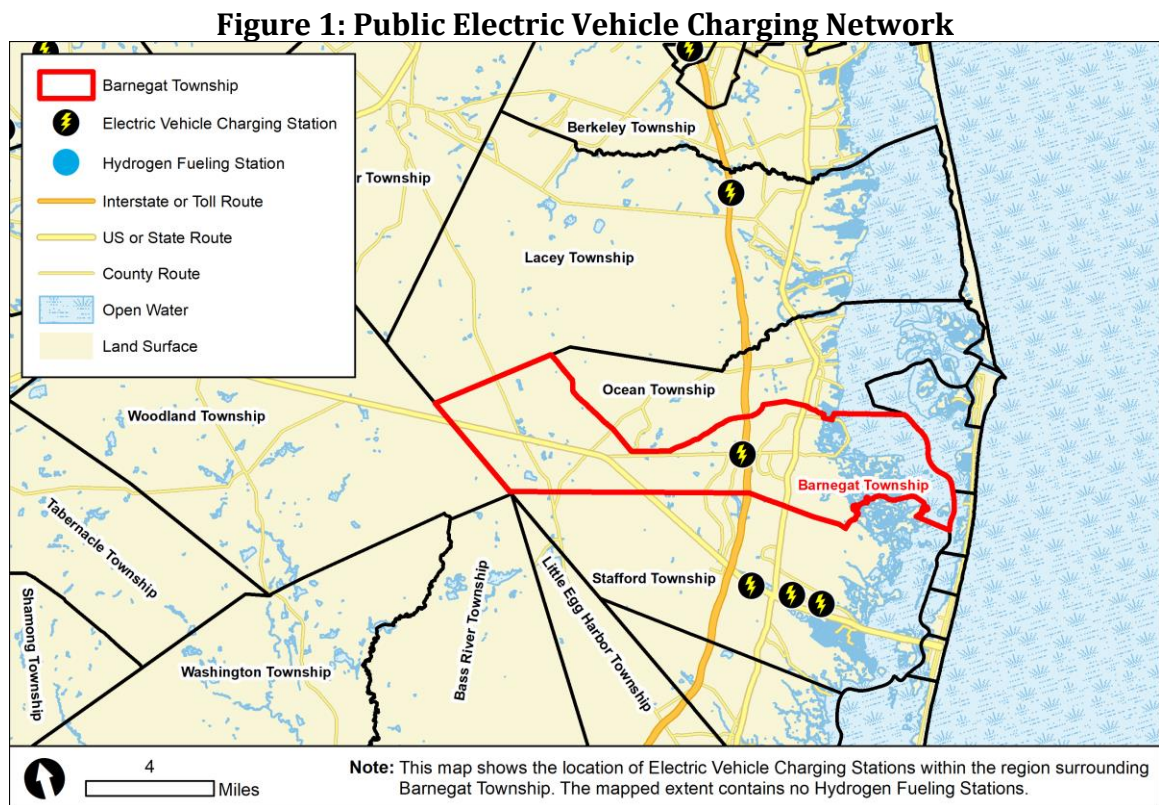 Figure 1: Public Electric Vehicle Charging Network
Barnegat Township
Electric Vehicle Charging Station
Hydrogen Fueling Station
Interstate or Toll Route
US or State Route
County Route
Open Water
Land Surface
Berkeley Township
r Township
Lacey Township
Ocean Township
Woodland Township
Barnegat Township
Tabernacle Township
Stafford Township
Little Egg Harbor Township
Bass River Township
Shamong Township
Washington Township
4
Miles
Note: This map shows the location of Electric Vehicle Charging Stations within the region surrounding
Barnegat Township. The mapped extent contains no Hydrogen Fueling Stations.